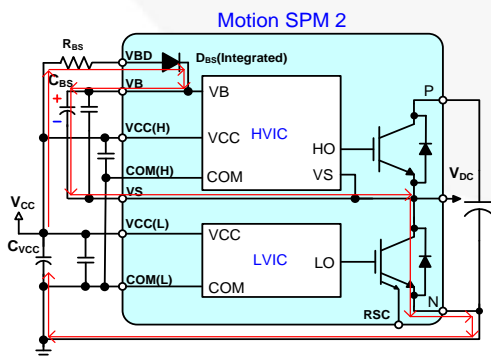 Motion SPM 2
RBS
VBD
DBS(Integrated)
CBS
VB
VB
P
+
−
VCC(H)
VCC
HVIC
HO
COM(H)
COM
VS
VS
VDC
VCC
VCC(L)
VCC
CVCC
LVIC
LO
COM(L)
COM
N
RSC